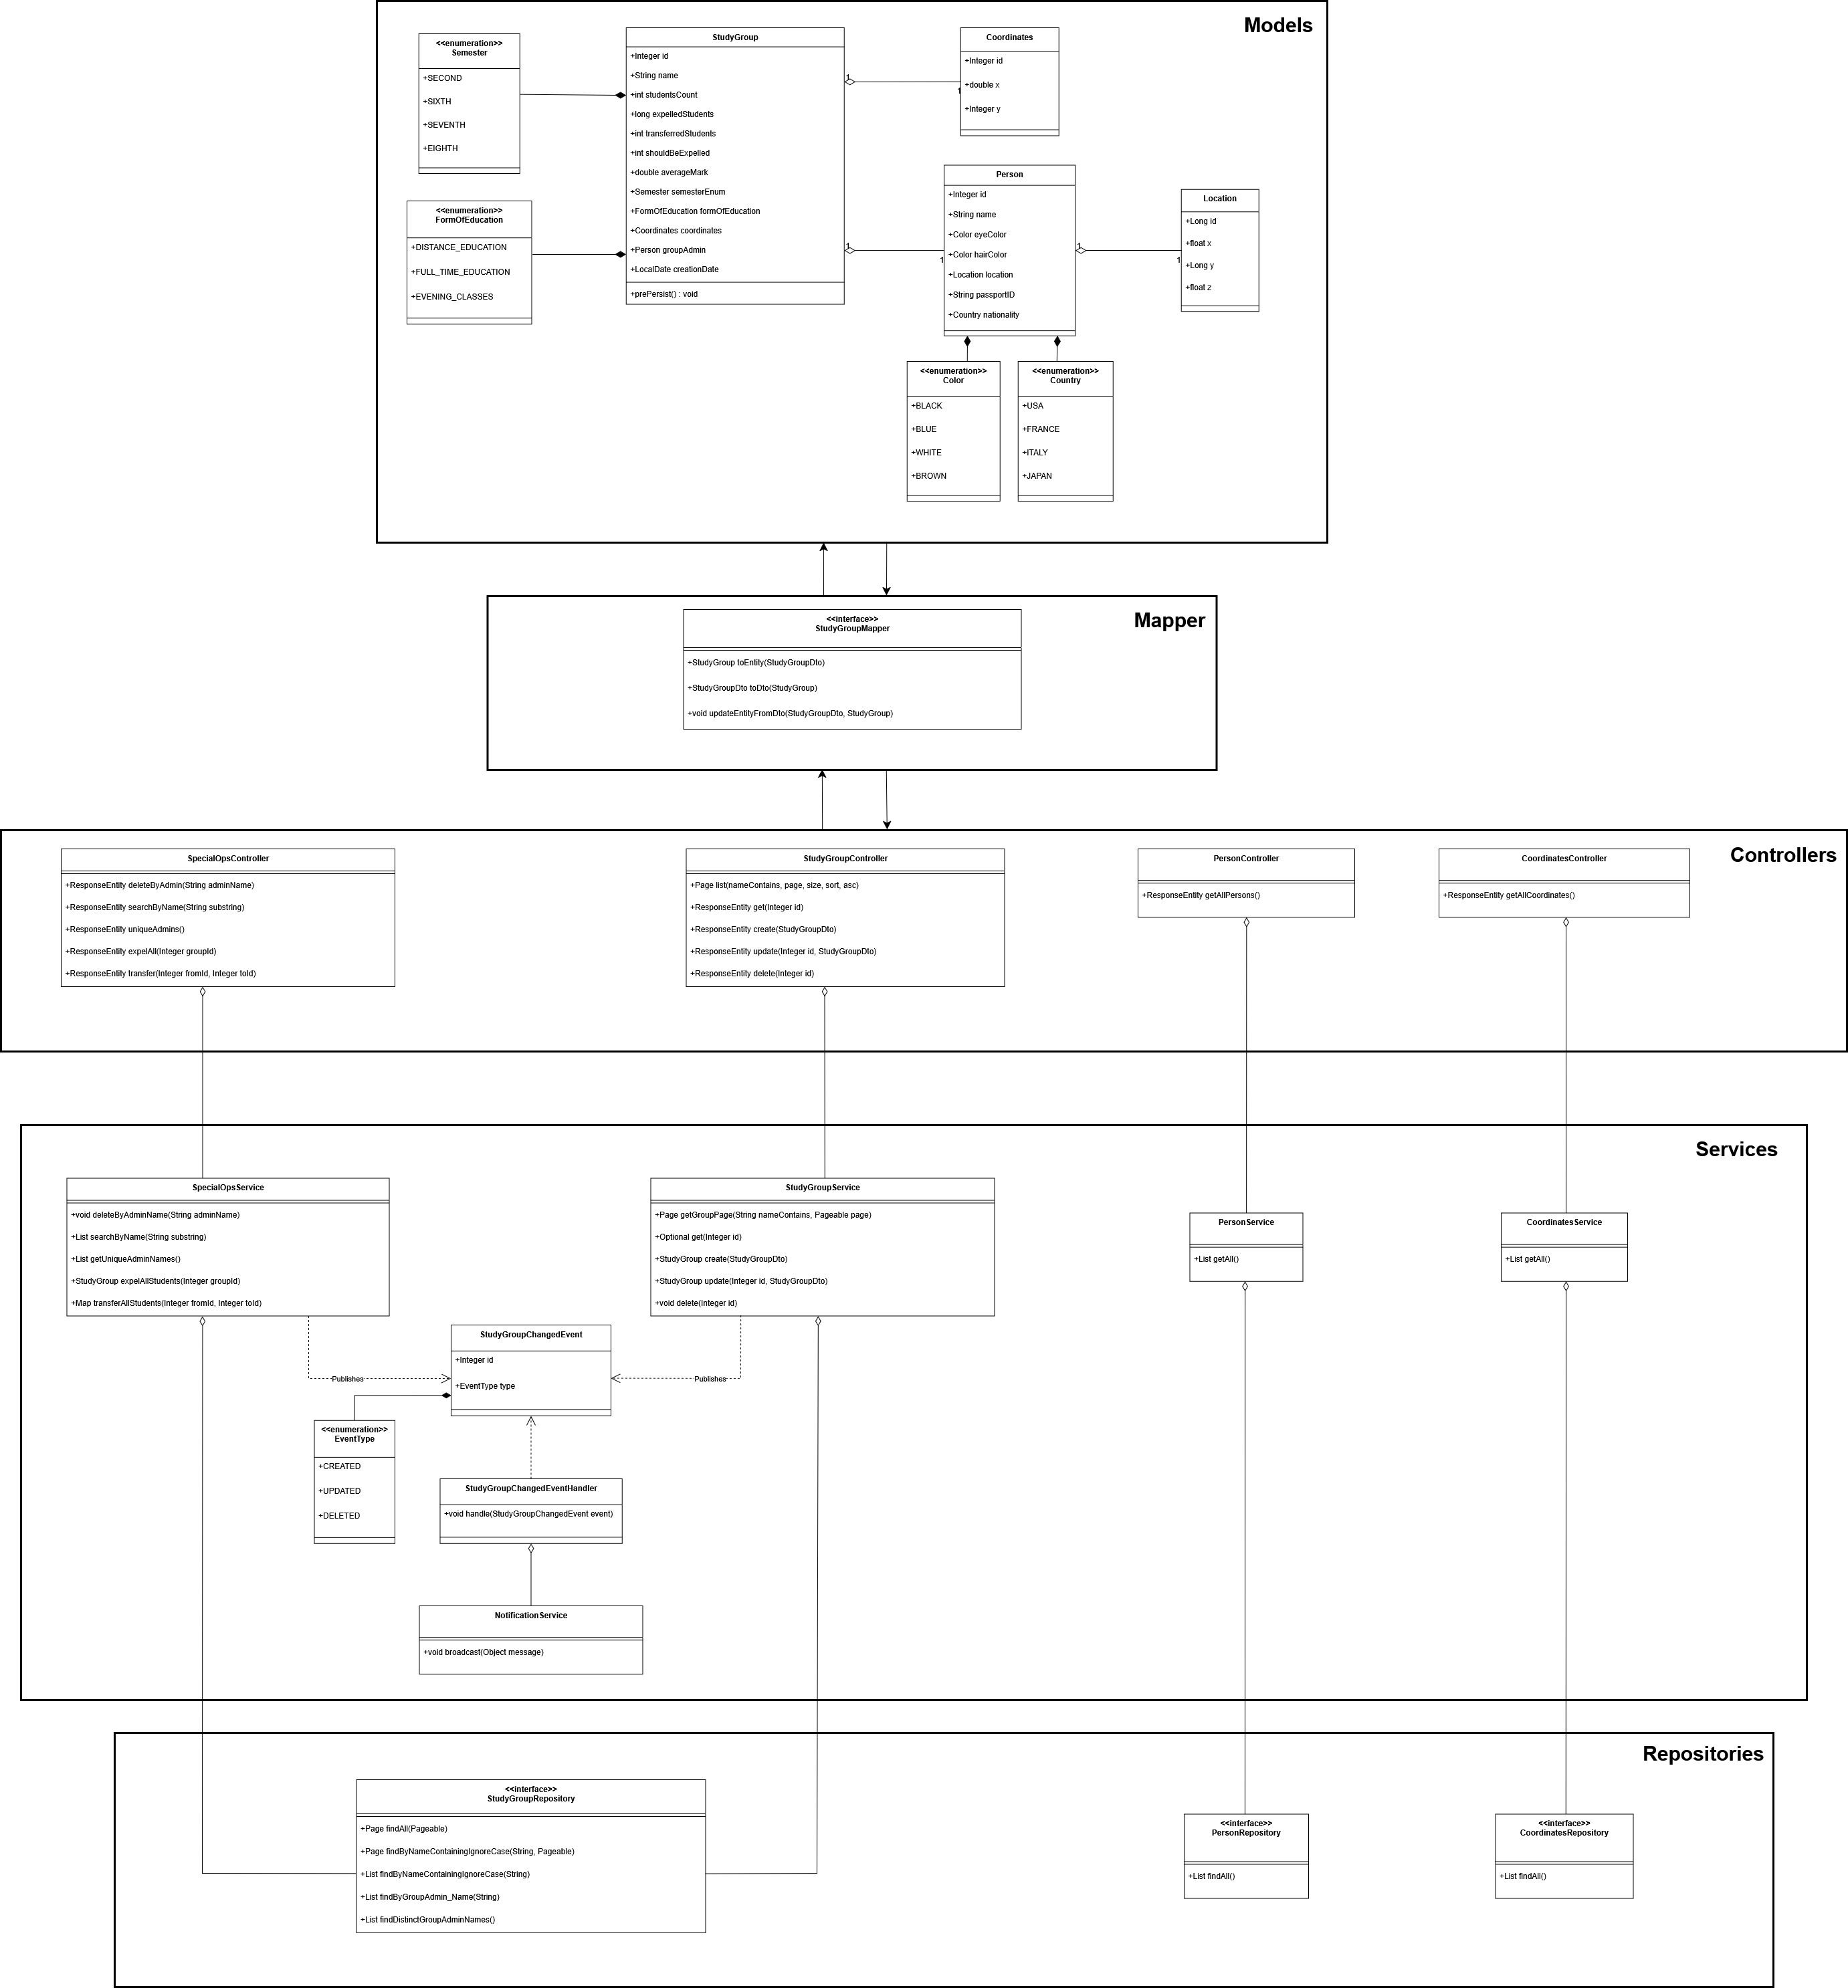 Models
<<enumeration>>
Semester
+SECOND
+SIXTH
+SEVENTH
+EIGHTH
<<enumeration>>
FormOfEducation
+DISTANCE_EDUCATION
+FULL_TIME_EDUCATION
+EVENING_CLASSES
StudyGroup
+Integer id
+String name
+int studentsCount
+long expelledStudents
+int transferredStudents
+int shouldBeExpelled
+double averageMark
+Semester semesterEnum
+FormOfEducation formOfEducation
+Coordinates coordinates
+Person groupAdmin
+LocalDate creationDate
+prePersist() : void
1
1
Coordinates
+Integer id
+double x
+Integer y
1
1
Person
+Integer id
+String name
+Color eyeColor
+Color hairColor
+Location location
+String passportID
+Country nationality
1
1
Location
+Long id
+float x
+Long y
+float z
<<enumeration>>
Color
+BLACK
+BLUE
+WHITE
+BROWN
<<enumeration>>
Country
+USA
+FRANCE
+ITALY
+JAPAN
Mapper
<<interface>>
StudyGroupMapper
+StudyGroup toEntity(StudyGroupDto)
+StudyGroupDto toDto(StudyGroup)
+void updateEntityFromDto(StudyGroupDto, StudyGroup)
Controllers
SpecialOpsController
+ResponseEntity deleteByAdmin(String adminName)
+ResponseEntity searchByName(String substring)
+ResponseEntity uniqueAdmins()
+ResponseEntity expelAll(Integer groupId)
+ResponseEntity transfer(Integer fromId, Integer toId)
StudyGroupController
+Page list(nameContains, page, size, sort, asc)
+ResponseEntity get(Integer id)
+ResponseEntity create(StudyGroupDto)
+ResponseEntity update(Integer id, StudyGroupDto)
+ResponseEntity delete(Integer id)
PersonController
+ResponseEntity getAllPersons()
CoordinatesController
+ResponseEntity getAllCoordinates()
Services
SpecialOpsService
+void deleteByAdminName(String adminName)
+List searchByName(String substring)
+List getUniqueAdminNames()
+StudyGroup expelAllStudents(Integer groupId)
+Map transferAllStudents(Integer fromId, Integer toId)
StudyGroupService
+Page getGroupPage(String nameContains, Pageable page)
+Optional get(Integer id)
+StudyGroup create(StudyGroupDto)
+StudyGroup update(Integer id, StudyGroupDto)
+void delete(Integer id)
PersonService
+List getAll()
CoordinatesService
+List getAll()
Publishes
StudyGroupChangedEvent
+Integer id
+EventType type
Publishes
<<enumeration>>
EventType
+CREATED
+UPDATED
+DELETED
StudyGroupChangedEventHandler
+void handle(StudyGroupChangedEvent event)
NotificationService
+void broadcast(Object message)
Repositories
<<interface>>
StudyGroupRepository
+Page findAll(Pageable)
+Page findByNameContainingIgnoreCase(String, Pageable)
+List findByNameContainingIgnoreCase(String)
+List findByGroupAdmin_Name(String)
+List findDistinctGroupAdminNames()
<<interface>>
PersonRepository
+List findAll()
<<interface>>
CoordinatesRepository
+List findAll()